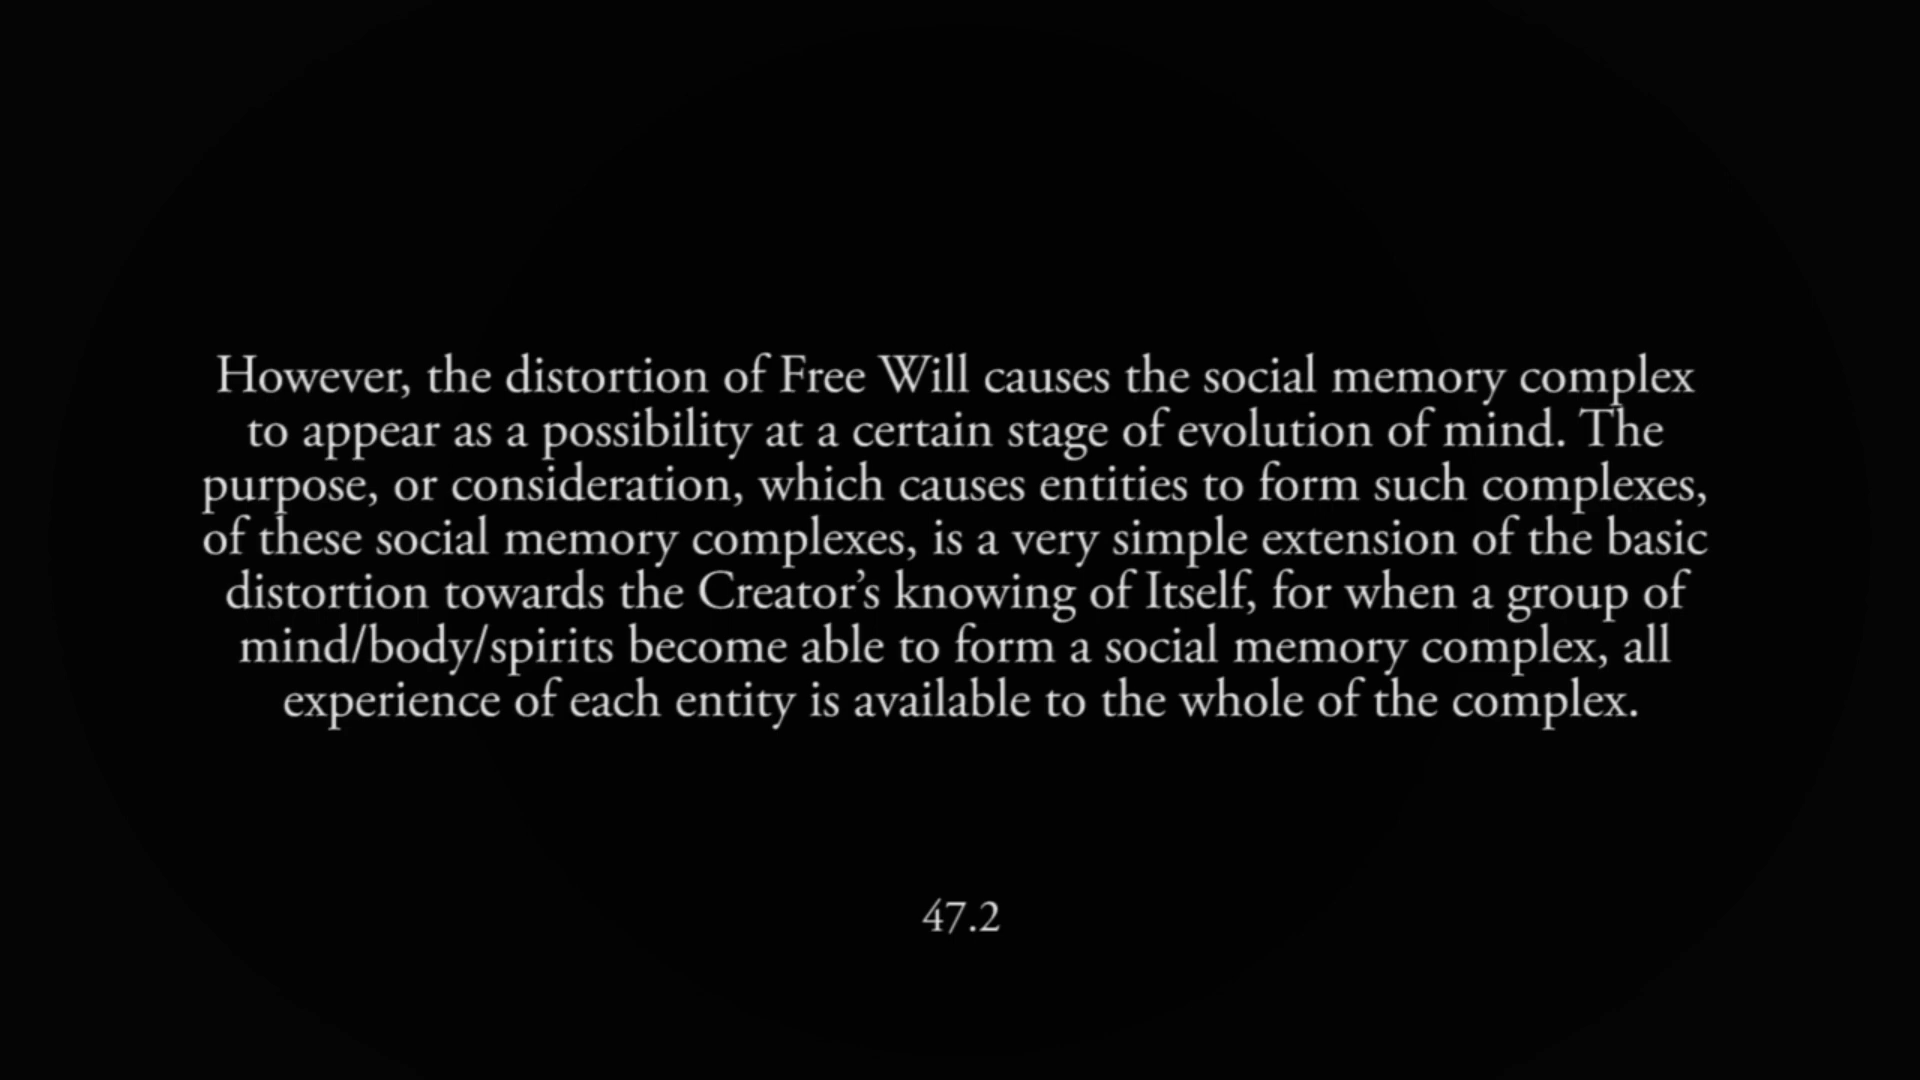 However, the distortion of Free Will causes the social memory complex
to appear as a possibility at a certain stage of evolution of mind. The
purpose, or consideration, which causes entities to form such complexes,
of these social memory complexes, is a very simple extension of the basic
distortion towards the Creator’s knowing of Itself, for when a group of
mind/body/spirits become able to form a social memory complex, all
experience of each entity is available to the whole of the complex.
47.2